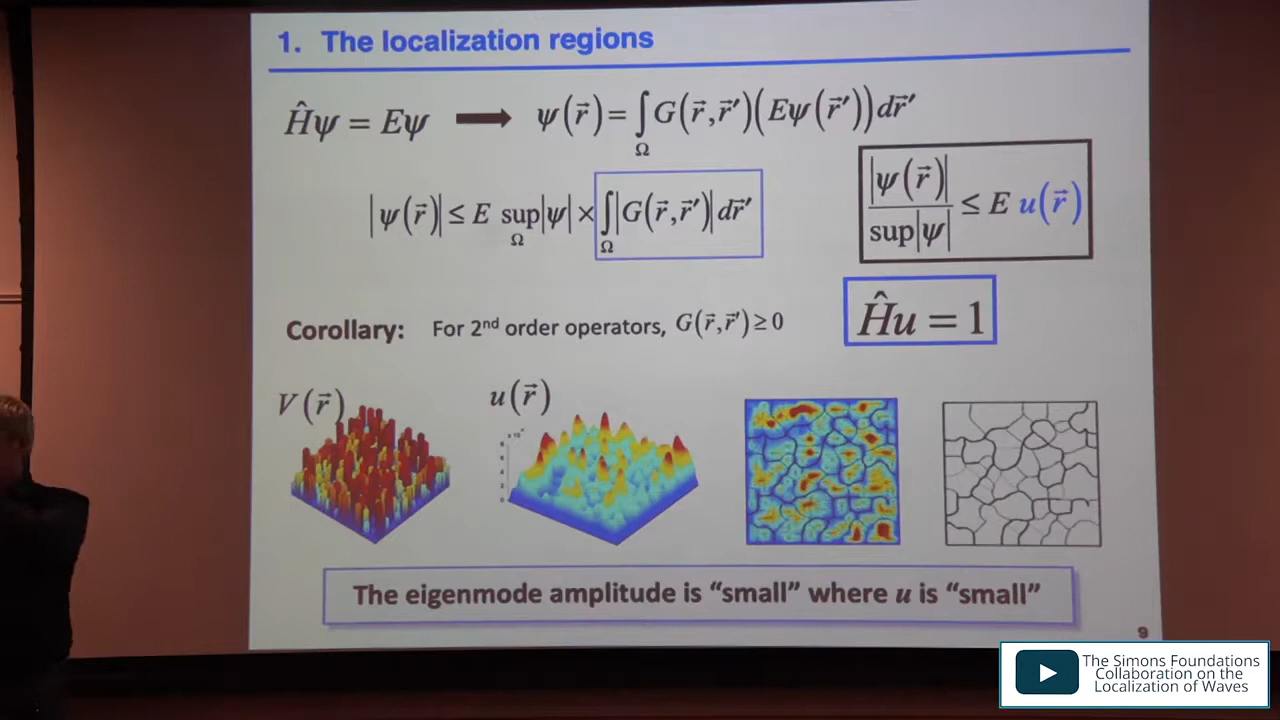 1. The localization regions
Ĥψ = Eψ ➡ ψ(r⃗) = ∫_Ω G(r⃗,r⃗′)(Eψ(r⃗′))dr⃗′
|ψ(r⃗)| ≤ E sup_Ω|ψ| × ∫_Ω|G(r⃗,r⃗′)|dr⃗′
|ψ(r⃗)| / sup|ψ| ≤ E u(r⃗)
Corollary: For 2nd order operators, G(r⃗,r⃗′) ≥ 0
Ĥu = 1
V(r⃗)
u(r⃗)
The eigenmode amplitude is “small” where u is “small”
9
The Simons Foundations
Collaboration on the
Localization of Waves